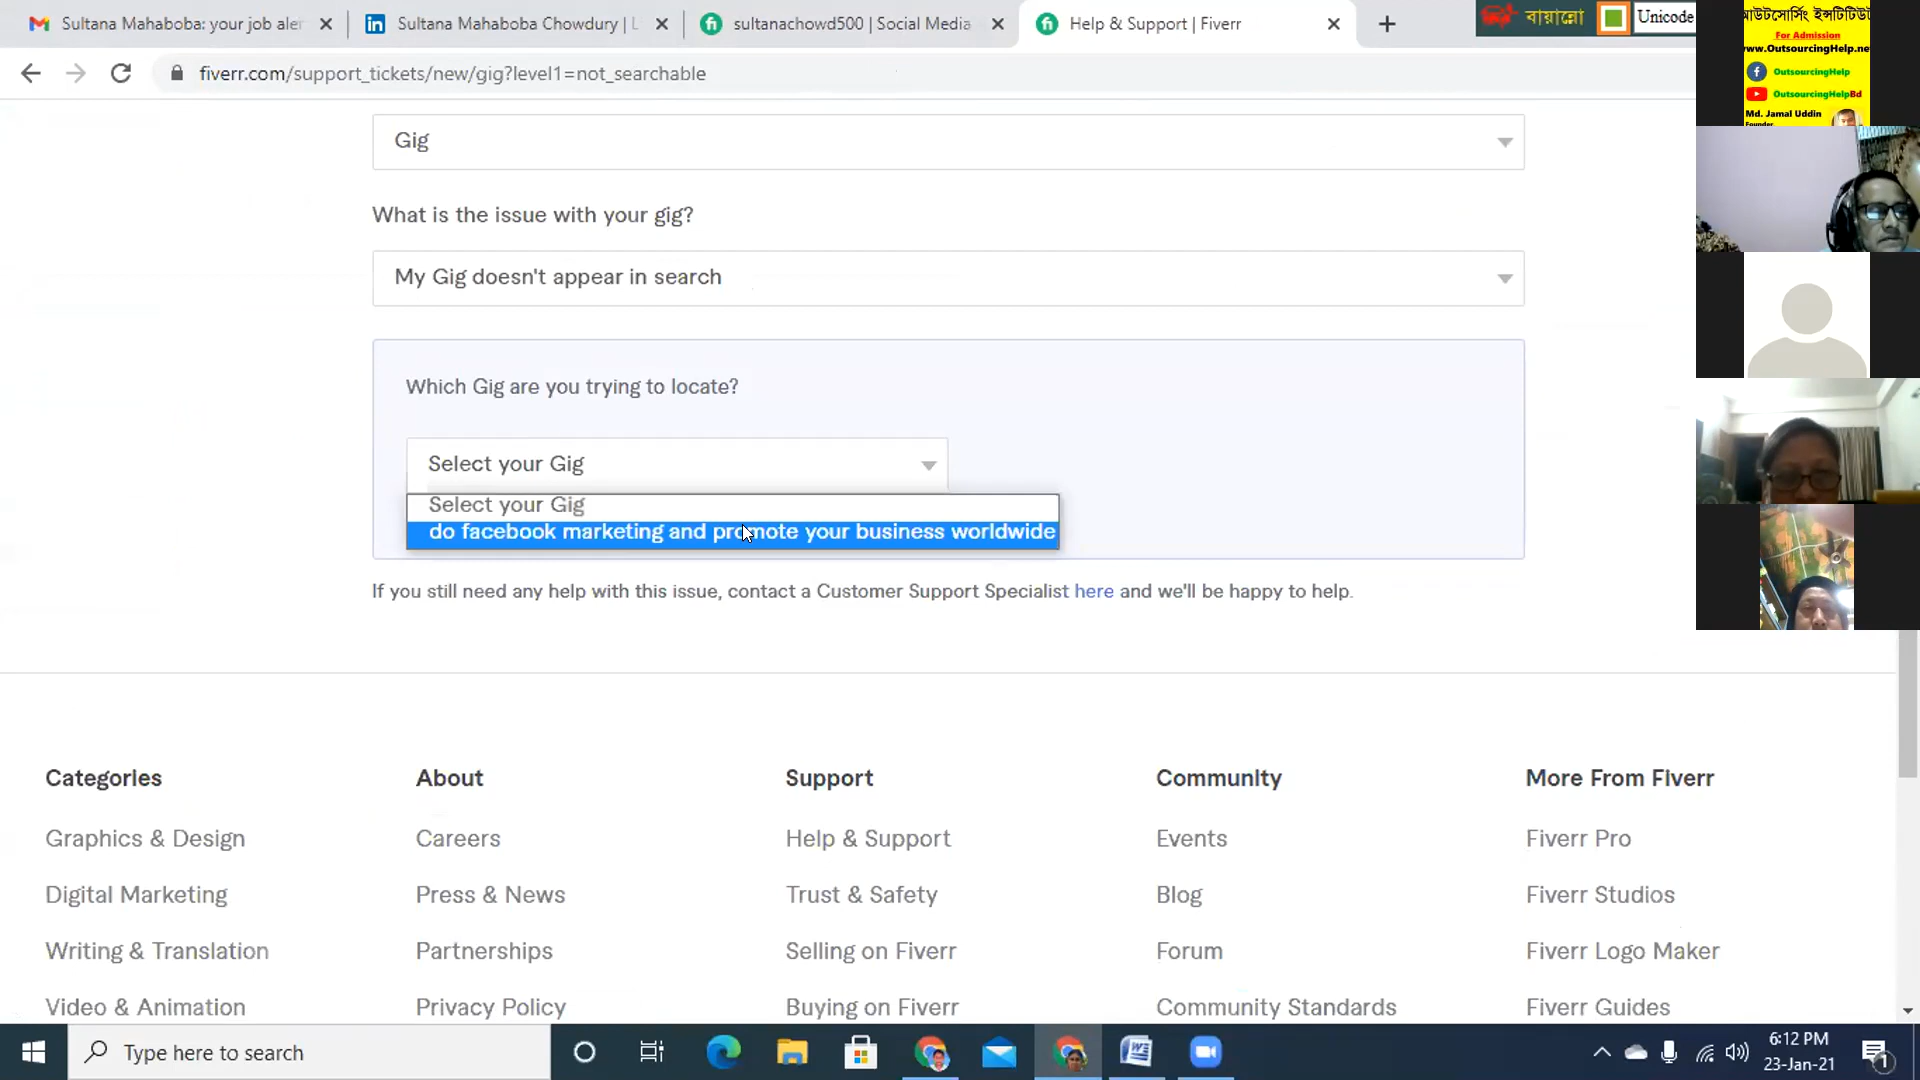 Sultana Mahaboba: your job aler
Sultana Mahaboba Chowdury | L
sultanachowd500 | Social Media
Help & Support | Fiverr
বায়ান্নো
Unicode
fiverr.com/support_tickets/new/gig?level1=not_searchable
আউটসোর্সিং ইন্সটিটিউট
For Admission
www.OutsourcingHelp.ne
OutsourcingHelp
OutsourcingHelpBd
Md. Jamal Uddin
Founder
Gig
What is the issue with your gig?
My Gig doesn't appear in search
Which Gig are you trying to locate?
Select your Gig
Select your Gig
do facebook marketing and promote your business worldwide
If you still need any help with this issue, contact a Customer Support Specialist here and we'll be happy to help.
Categories
Graphics & Design
Digital Marketing
Writing & Translation
Video & Animation
About
Careers
Press & News
Partnerships
Privacy Policy
Support
Help & Support
Trust & Safety
Selling on Fiverr
Buying on Fiverr
Community
Events
Blog
Forum
Community Standards
More From Fiverr
Fiverr Pro
Fiverr Studios
Fiverr Logo Maker
Fiverr Guides
Type here to search
6:12 PM
23-Jan-21
1